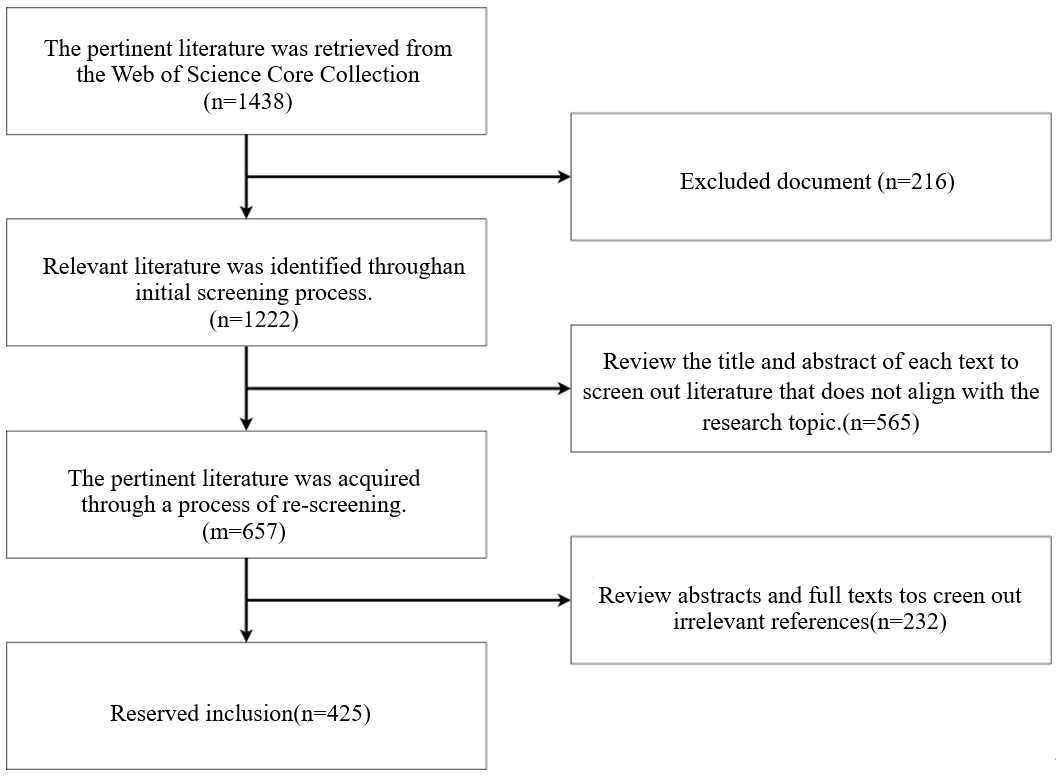 The pertinent literature was retrieved from
the Web of Science Core Collection
(n=1438)
Excluded document (n=216)
Relevant literature was identified throughan
initial screening process.
(n=1222)
Review the title and abstract of each text to
screen out literature that does not align with the
research topic.(n=565)
The pertinent literature was acquired
through a process of re-screening.
(m=657)
Review abstracts and full texts tos creen out
irrelevant references(n=232)
Reserved inclusion(n=425)